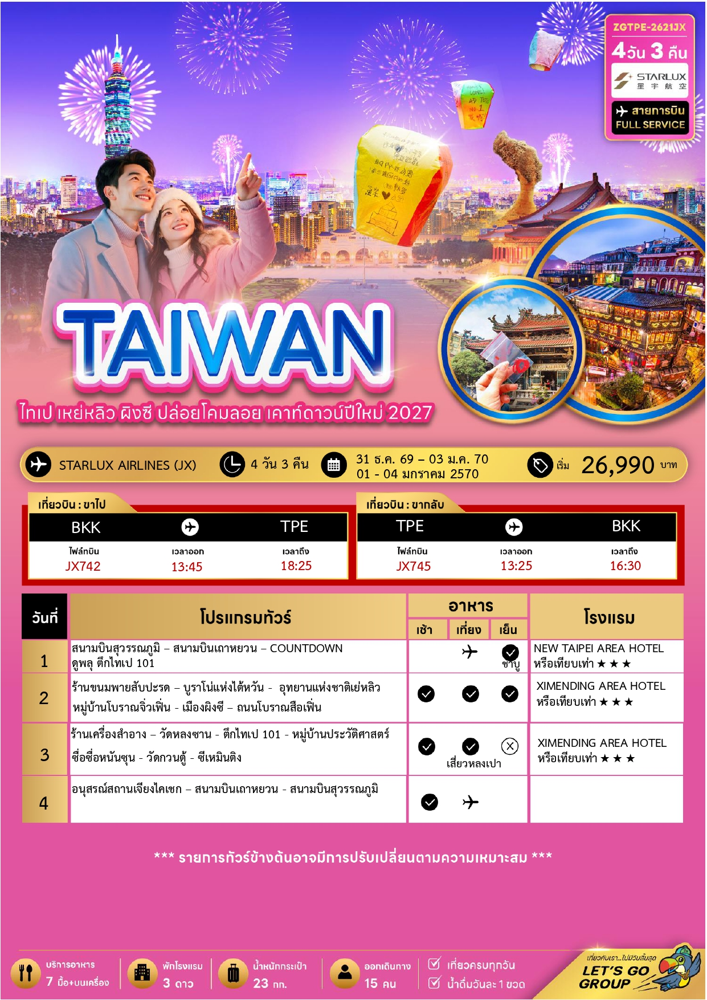 ZGTPE-2621JX
4วัน 3 คืน
STARLUX
星宇航空
สายการบิน
FULL SERVICE
TAIWAN
ไทเป เหย่หลิว ผิงซี ปล่อยโคมลอย เคาท์ดาวน์ปีใหม่ 2027
STARLUX AIRLINES (JX)
4 วัน 3 คืน
31 ธ.ค. 69 – 03 ม.ค. 70
01 - 04 มกราคม 2570
เริ่ม 26,990 บาท
เที่ยวบิน : ขาไป
BKK TPE
ไฟล์ทบิน เวลาออก เวลาถึง
JX742 13:45 18:25
เที่ยวบิน : ขากลับ
TPE BKK
ไฟล์ทบิน เวลาออก เวลาถึง
JX745 13:25 16:30
วันที่ โปรแกรมทัวร์ อาหาร โรงแรม
เช้า เที่ยง เย็น
1
สนามบินสุวรรณภูมิ – สนามบินเถาหยวน – COUNTDOWN
ดูพลุ ตึกไทเป 101
ชาบู
NEW TAIPEI AREA HOTEL
หรือเทียบเท่า ★ ★ ★
2
ร้านขนมพายสับปะรด – บูราโน่แห่งไต้หวัน - อุทยานแห่งชาติเย่หลิว
หมู่บ้านโบราณจิ่วเฟิ่น - เมืองผิงซี – ถนนโบราณสือเฟิ่น
XIMENDING AREA HOTEL
หรือเทียบเท่า ★ ★ ★
3
ร้านเครื่องสำอาง – วัดหลงซาน - ตึกไทเป 101 - หมู่บ้านประวัติศาสตร์
ซื่อซื่อหนันซุน - วัดกวนตู้ - ซีเหมินติง
เสี่ยวหลงเปา
XIMENDING AREA HOTEL
หรือเทียบเท่า ★ ★ ★
4
อนุสรณ์สถานเจียงไคเชก – สนามบินเถาหยวน - สนามบินสุวรรณภูมิ
*** รายการทัวร์ข้างต้นอาจมีการปรับเปลี่ยนตามความเหมาะสม ***
บริการอาหาร
7 มื้อ+บนเครื่อง
พักโรงแรม
3 ดาว
น้ำหนักกระเป๋า
23 กก.
ออกเดินทาง
15 คน
เที่ยวครบทุกวัน
น้ำดื่มวันละ 1 ขวด
เที่ยวกับเรา...ไม่มีวันสิ้นสุด
LET'S GO
GROUP